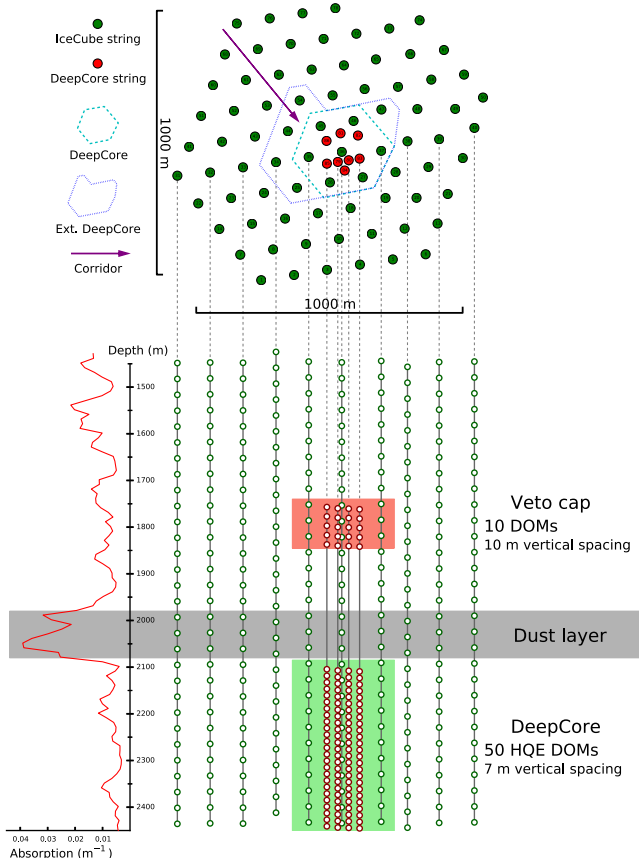 IceCube string
DeepCore string
DeepCore
Ext. DeepCore
Corridor
1000 m
1000 m
Depth (m)
1500
1600
1700
1800
1900
2000
2100
2200
2300
2400
0.04 0.03 0.02 0.01
Absorption (m⁻¹)
Veto cap
10 DOMs
10 m vertical spacing
Dust layer
DeepCore
50 HQE DOMs
7 m vertical spacing